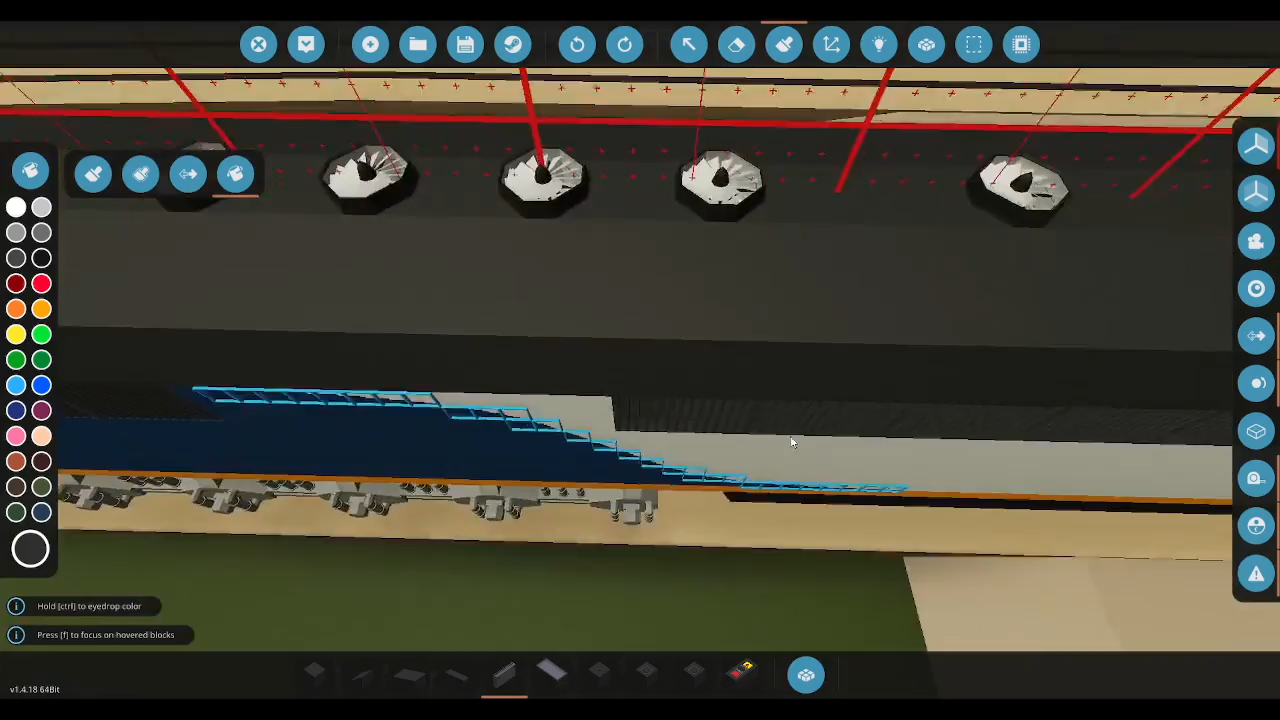 Hold [ctrl] to eyedrop color
Press [f] to focus on hovered blocks
v1.4.18 64Bit